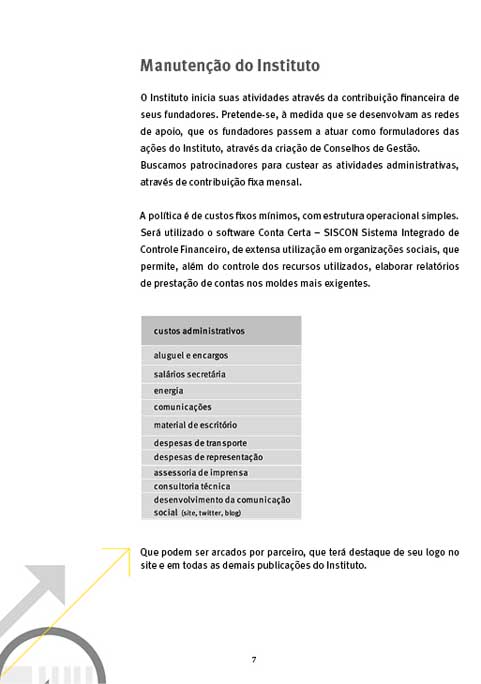 Manutenção do Instituto
O Instituto inicia suas atividades através da contribuição financeira de
seus fundadores. Pretende-se, à medida que se desenvolvam as redes
de apoio, que os fundadores passem a atuar como formuladores das
ações do Instituto, através da criação de Conselhos de Gestão.
Buscamos patrocinadores para custear as atividades administrativas,
através de contribuição fixa mensal.
A política é de custos fixos mínimos, com estrutura operacional simples.
Será utilizado o software Conta Certa – SISCON Sistema Integrado de
Controle Financeiro, de extensa utilização em organizações sociais, que
permite, além do controle dos recursos utilizados, elaborar relatórios
de prestação de contas nos moldes mais exigentes.
custos administrativos
aluguel e encargos
salários secretária
energia
comunicações
material de escritório
despesas de transporte
despesas de representação
assessoria de imprensa
consultoria técnica
desenvolvimento da comunicação
social (site, twitter, blog)
Que podem ser arcados por parceiro, que terá destaque de seu logo no
site e em todas as demais publicações do Instituto.
7